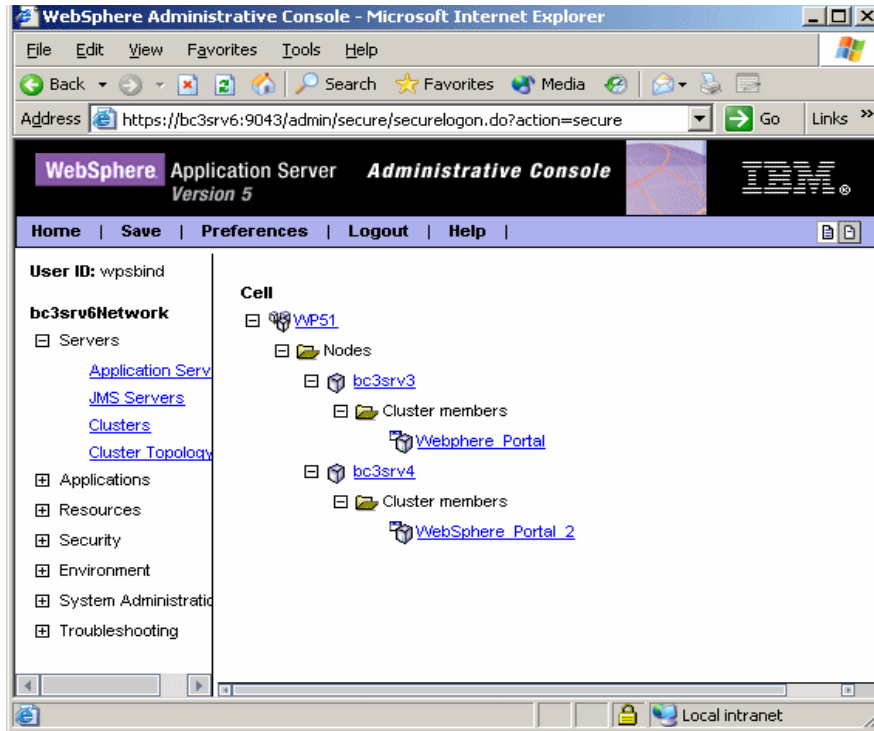 WebSphere Administrative Console - Microsoft Internet Explorer
File Edit View Favorites Tools Help
Back Search Favorites Media
Address https://bc3srv6:9043/admin/secure/securelogon.do?action=secure Go Links »
WebSphere Application Server Administrative Console IBM®
Version 5
Home | Save | Preferences | Logout | Help |
User ID: wpsbind
bc3srv6Network
Servers
Application Serv
JMS Servers
Clusters
Cluster Topology
Applications
Resources
Security
Environment
System Administratio
Troubleshooting
Cell
WP51
Nodes
bc3srv3
Cluster members
Webphere_Portal
bc3srv4
Cluster members
WebSphere_Portal_2
Local intranet